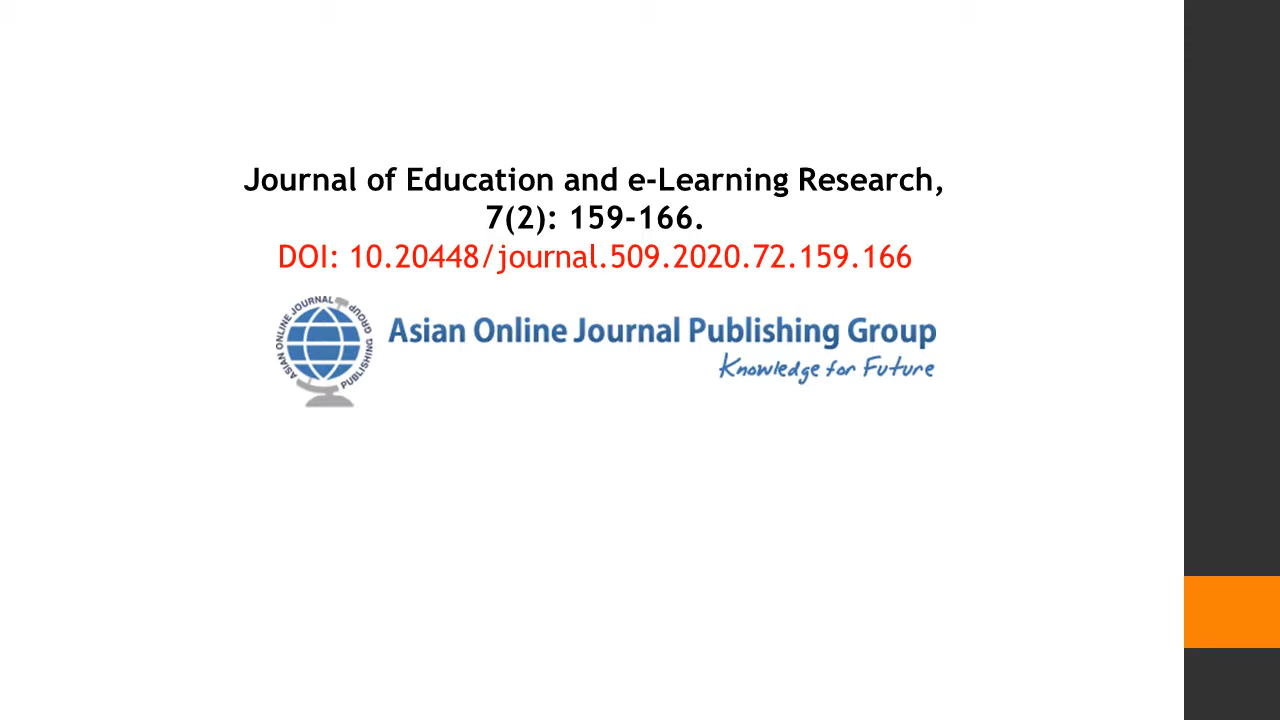 Journal of Education and e-Learning Research,
7(2): 159-166.
DOI: 10.20448/journal.509.2020.72.159.166
ASIAN ONLINE JOURNAL PUBLISHING GROUP
Asian Online Journal Publishing Group
Knowledge for Future